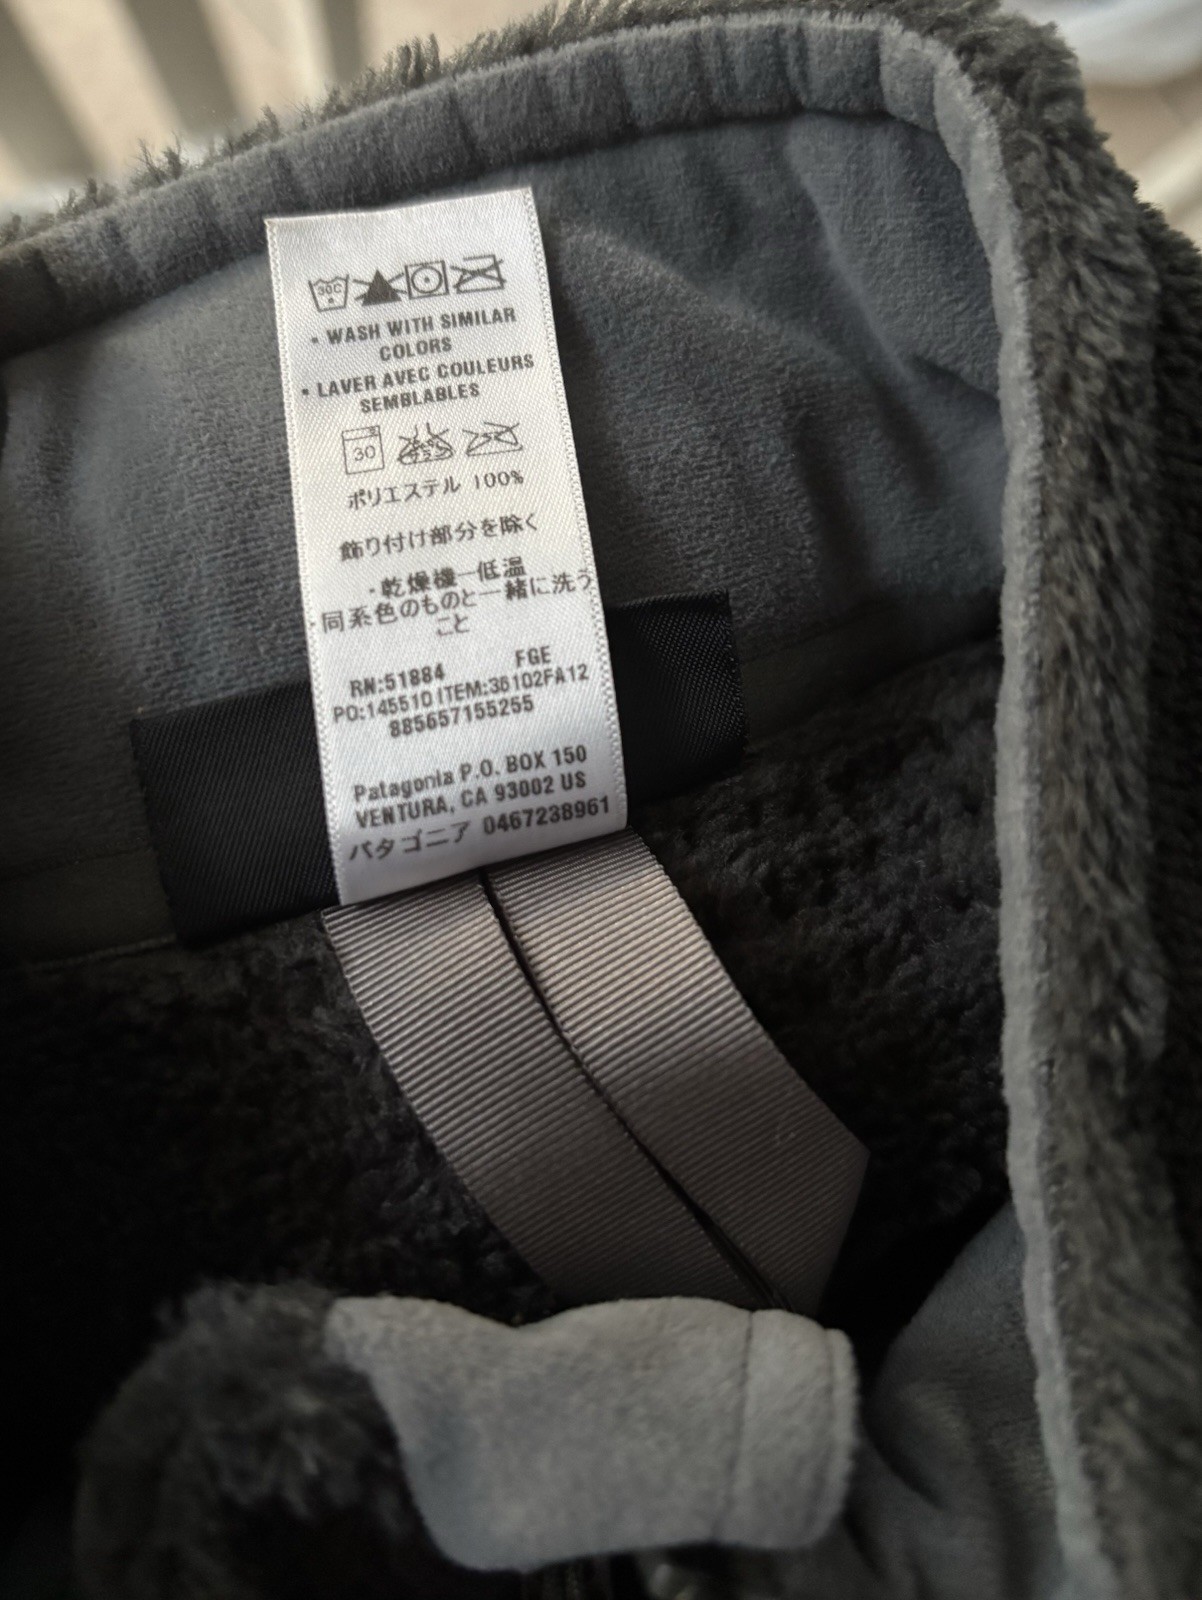 30C
• WASH WITH SIMILAR
COLORS
• LAVER AVEC COULEURS
SEMBLABLES
30
ポリエステル 100%
飾り付け部分を除く
・乾燥機―低温
・同系色のものと一緒に洗う
こと
RN:51884 FGE
PO:145510 ITEM:36102FA12
885657155255
Patagonia P.O. BOX 150
VENTURA, CA 93002 US
パタゴニア 0467238961